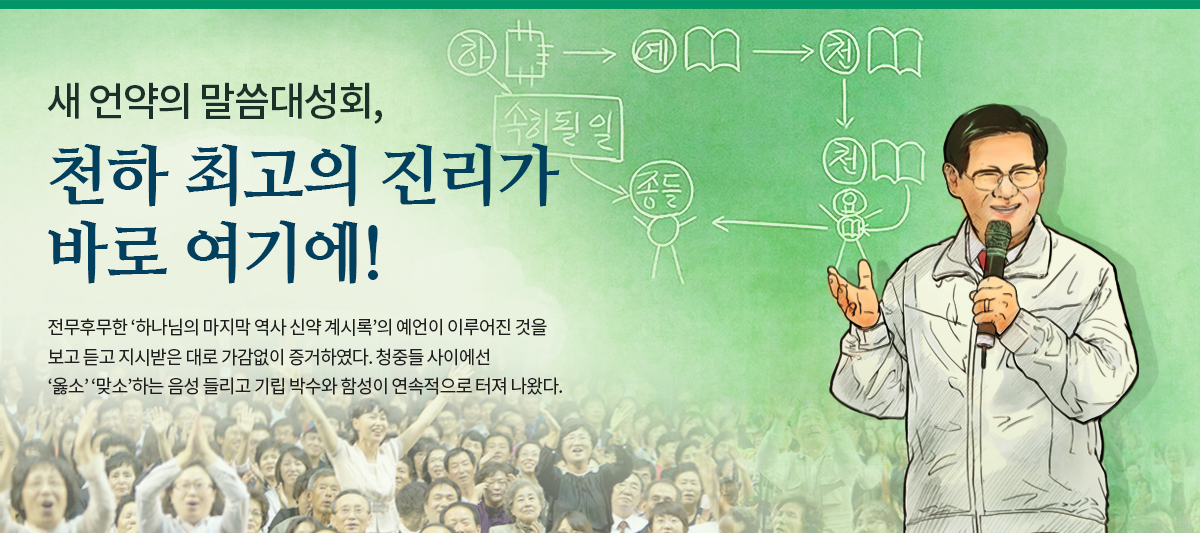 하 예 천
새 언약의 말씀대성회,
속히 될 일
천하 최고의 진리가
천
종들
요
바로 여기에!
전무후무한 ‘하나님의 마지막 역사 신약 계시록’의 예언이 이루어진 것을
보고 듣고 지시받은 대로 가감없이 증거하였다. 청중들 사이에선
‘옳소’ ‘맞소’하는 음성 들리고 기립 박수와 함성이 연속적으로 터져 나왔다.